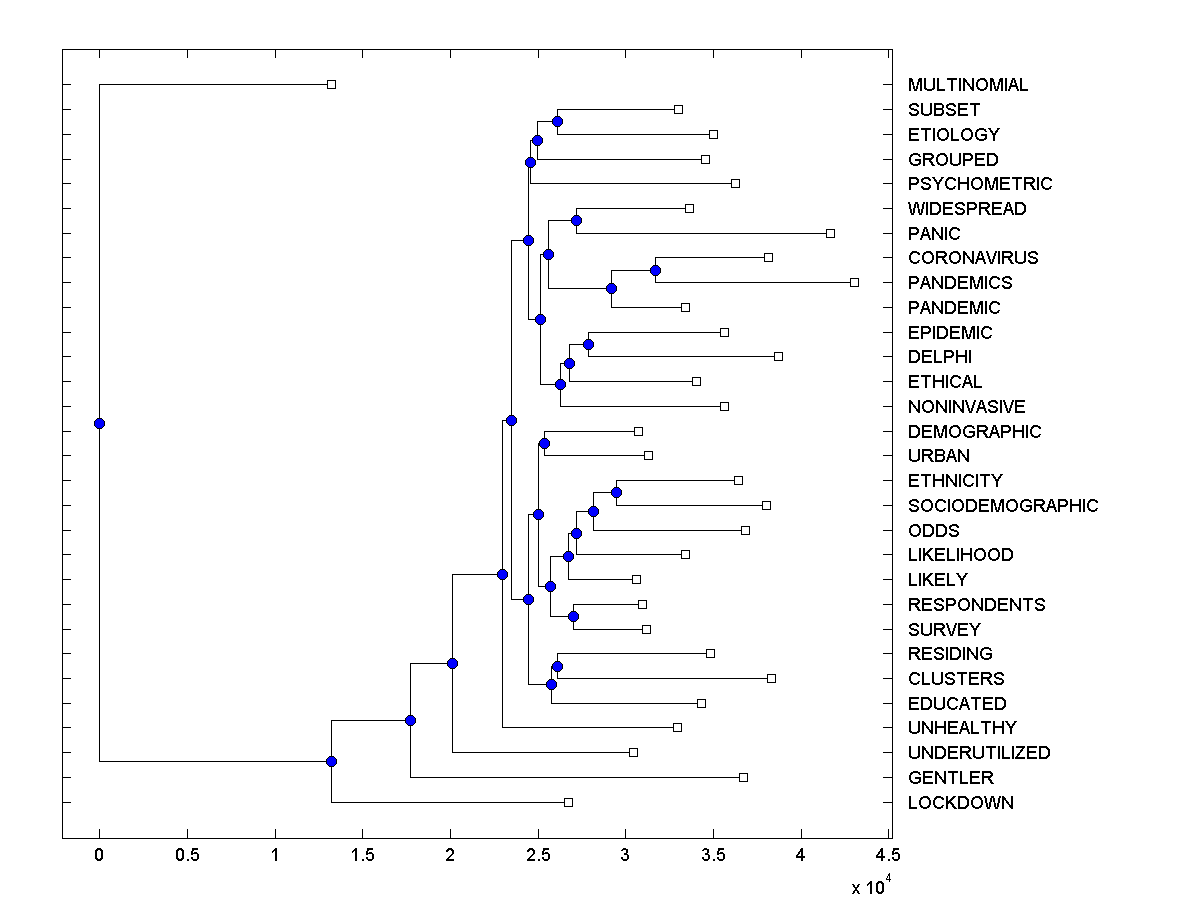 MULTINOMIAL
SUBSET
ETIOLOGY
GROUPED
PSYCHOMETRIC
WIDESPREAD
PANIC
CORONAVIRUS
PANDEMICS
PANDEMIC
EPIDEMIC
DELPHI
ETHICAL
NONINVASIVE
DEMOGRAPHIC
URBAN
ETHNICITY
SOCIODEMOGRAPHIC
ODDS
LIKELIHOOD
LIKELY
RESPONDENTS
SURVEY
RESIDING
CLUSTERS
EDUCATED
UNHEALTHY
UNDERUTILIZED
GENTLER
LOCKDOWN
0 0.5 1 1.5 2 2.5 3 3.5 4 4.5
x 10^4